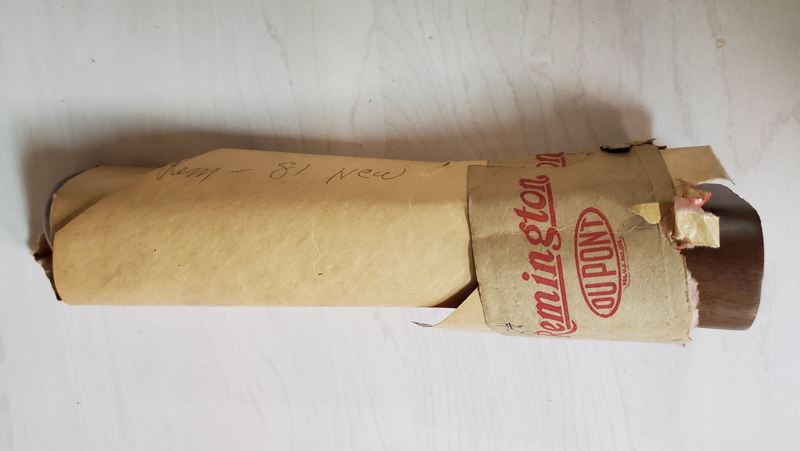 Rem - 81 New
Remington
DU PONT